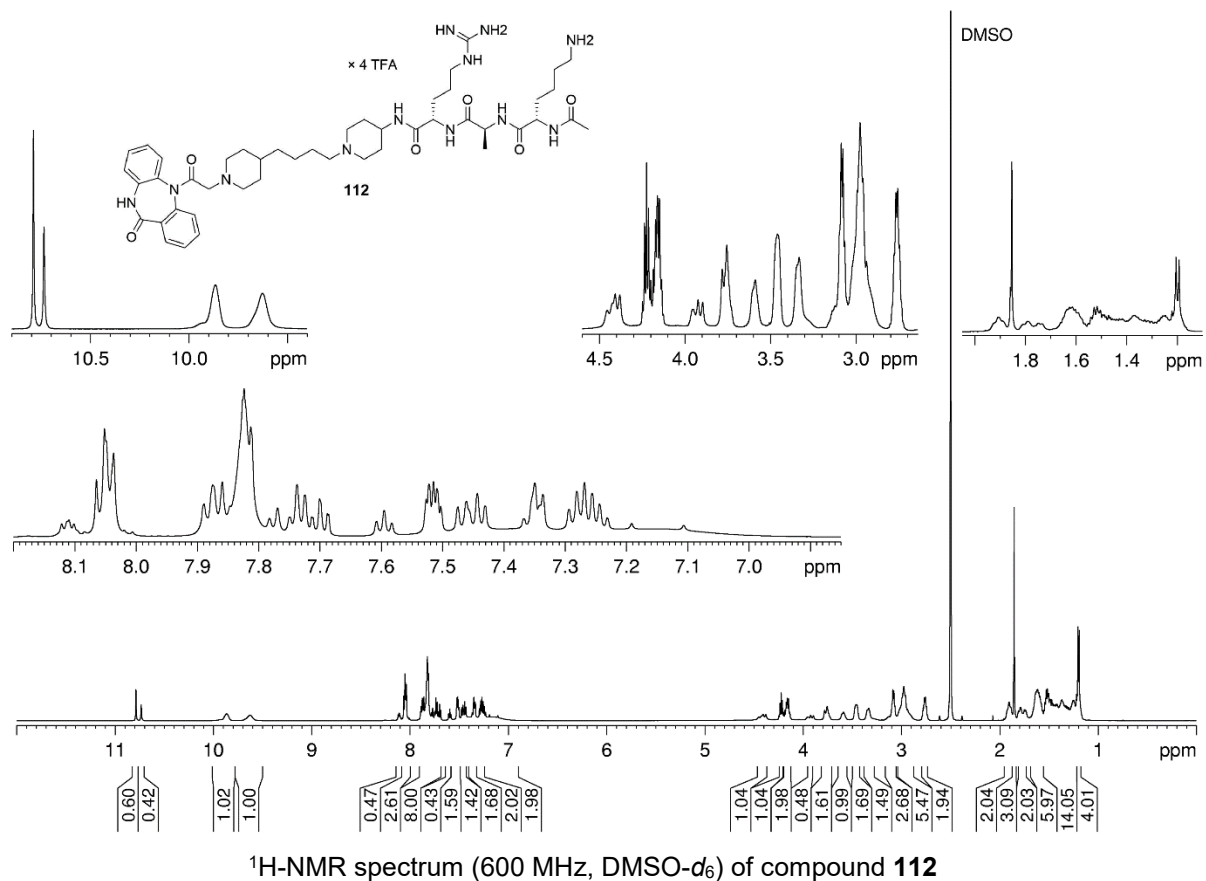 HN
NH2
NH
NH2
× 4 TFA
DMSO
O
H
N
O
N
H
O
H
N
O
N
H
O
N
N
O
N
HN
O
112
10.5 10.0 ppm
4.5 4.0 3.5 3.0 ppm
1.8 1.6 1.4 ppm
8.1 8.0 7.9 7.8 7.7 7.6 7.5 7.4 7.3 7.2 7.1 7.0 ppm
11 10 9 8 7 6 5 4 3 2 1 ppm
0.60 0.42 1.02 1.00 0.47 2.61 8.00 0.43 1.59 1.42 1.68 2.02 1.98 1.04 1.04 1.98 0.48 1.61 0.99 1.69 1.49 2.68 5.47 1.94 2.04 3.09 2.03 5.97 14.05 4.01
¹H-NMR spectrum (600 MHz, DMSO-d₆) of compound 112